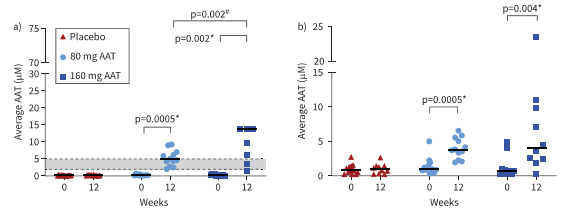 a)
p=0.002#
p=0.002*
p=0.0005*
Placebo
80 mg AAT
160 mg AAT
Average AAT (μM)
75
70
30
25
20
15
10
5
0
0 12 0 12 0 12
Weeks
b)
p=0.004*
p=0.0005*
Average AAT (μM)
25
20
15
10
5
0
0 12 0 12 0 12
Weeks